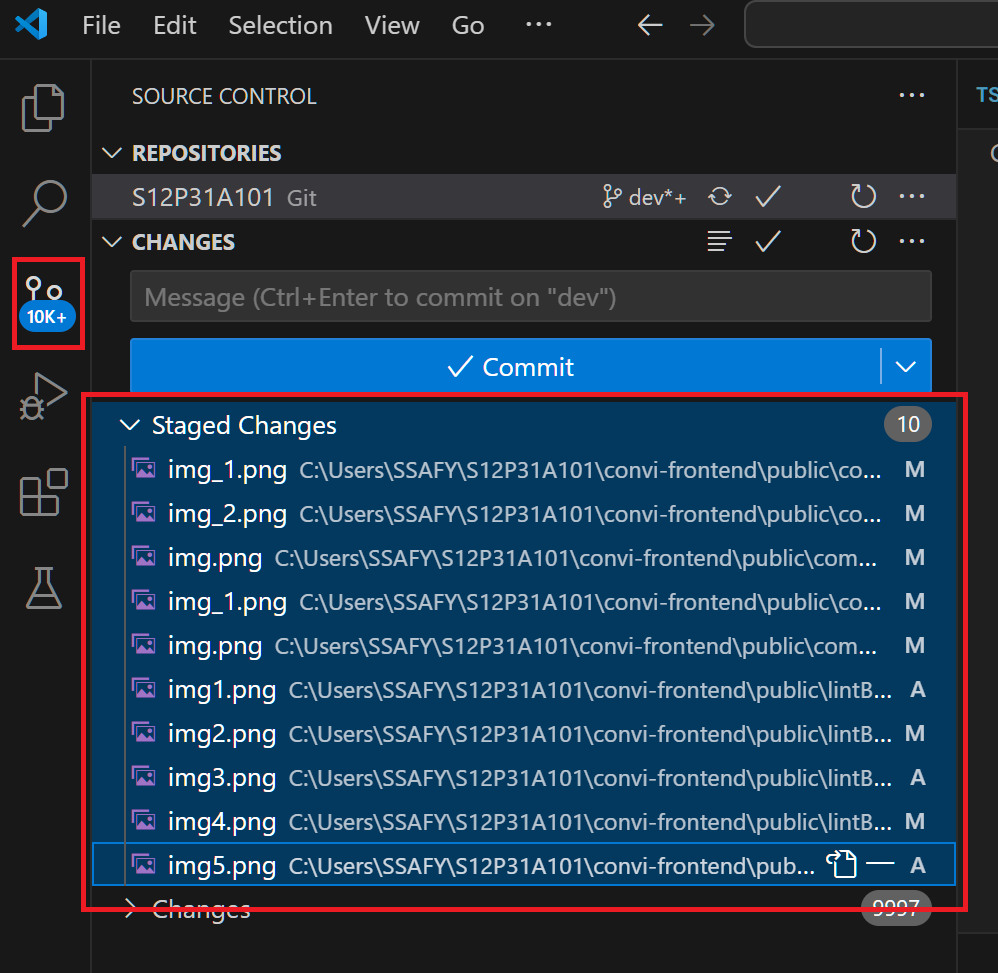 File Edit Selection View Go ...
TS
SOURCE CONTROL ...
REPOSITORIES
S12P31A101 Git dev*+ ...
CHANGES ...
10K+
Message (Ctrl+Enter to commit on "dev")
Commit
Staged Changes 10
img_1.png C:\Users\SSAFY\S12P31A101\convi-frontend\public\co... M
img_2.png C:\Users\SSAFY\S12P31A101\convi-frontend\public\co... M
img.png C:\Users\SSAFY\S12P31A101\convi-frontend\public\com... M
img_1.png C:\Users\SSAFY\S12P31A101\convi-frontend\public\co... M
img.png C:\Users\SSAFY\S12P31A101\convi-frontend\public\com... M
img1.png C:\Users\SSAFY\S12P31A101\convi-frontend\public\lintB... A
img2.png C:\Users\SSAFY\S12P31A101\convi-frontend\public\lintB... M
img3.png C:\Users\SSAFY\S12P31A101\convi-frontend\public\lintB... A
img4.png C:\Users\SSAFY\S12P31A101\convi-frontend\public\lintB... M
img5.png C:\Users\SSAFY\S12P31A101\convi-frontend\pub... A
Changes 9997